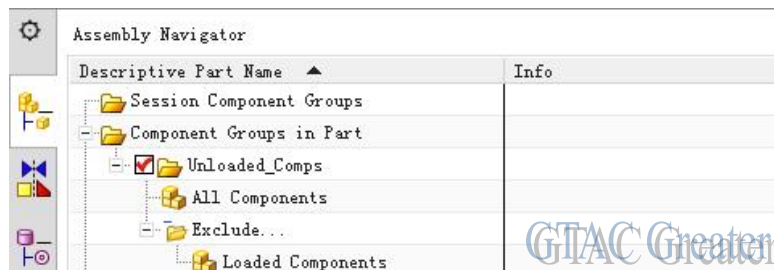 Assembly Navigator
Descriptive Part Name Info
Session Component Groups
Component Groups in Part
Unloaded_Comps
All Components
Exclude...
Loaded Components
GTAC Greater